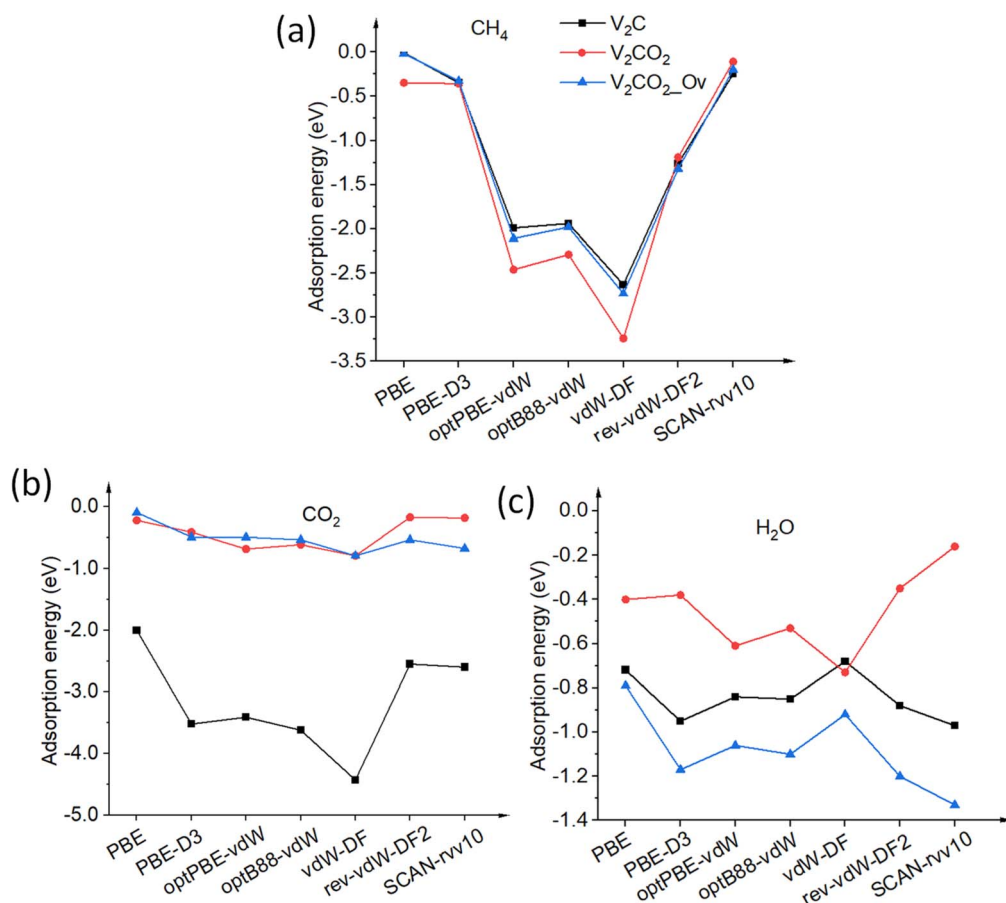 (a)
CH₄
V₂C
V₂CO₂
V₂CO₂_Ov
Adsorption energy (eV)
0.0
-0.5
-1.0
-1.5
-2.0
-2.5
-3.0
-3.5
PBE
PBE-D3
optPBE-vdW
optB88-vdW
vdW-DF
rev-vdW-DF2
SCAN-rvv10
(b)
CO₂
Adsorption energy (eV)
0.0
-1.0
-2.0
-3.0
-4.0
-5.0
PBE
PBE-D3
optPBE-vdW
optB88-vdW
vdW-DF
rev-vdW-DF2
SCAN-rvv10
(c)
H₂O
Adsorption energy (eV)
0.0
-0.2
-0.4
-0.6
-0.8
-1.0
-1.2
-1.4
PBE
PBE-D3
optPBE-vdW
optB88-vdW
vdW-DF
rev-vdW-DF2
SCAN-rvv10